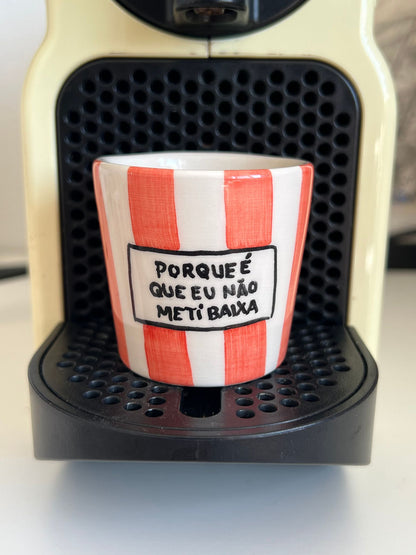 PORQUE É
QUE EU NÃO
METI BAIXA